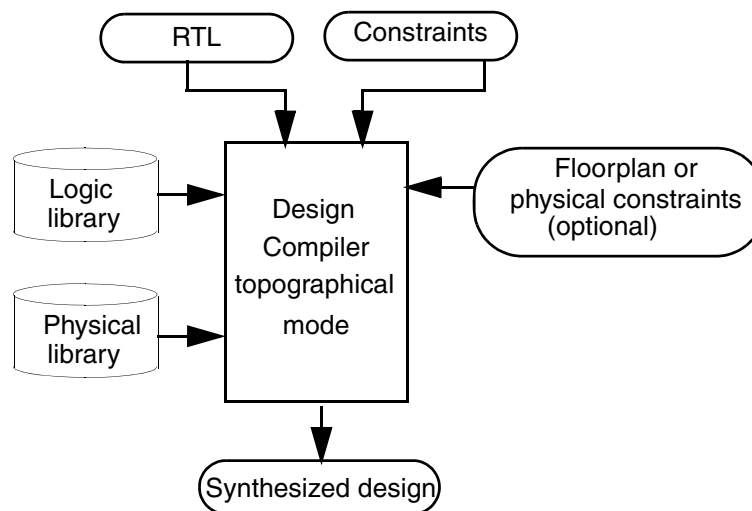 RTL
Constraints
Logic
library
Floorplan or
physical constraints
(optional)
Design
Compiler
topographical
mode
Physical
library
Synthesized design